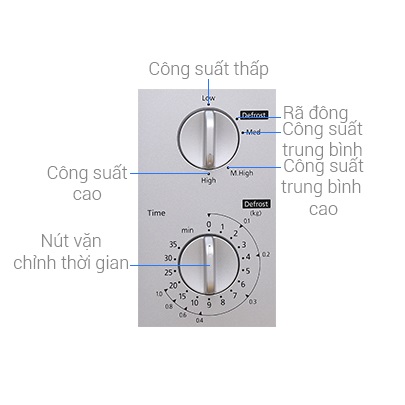 Công suất thấp
Low
Defrost
Rã đông
Med
Công suất
trung bình
Công suất
cao
High
M.High
Công suất
trung bình
cao
Time
Defrost
(kg)
min
0
0.1
35
1
30
2
0.2
Nút vặn
chỉnh thời gian
25
3
20
4
15
5
10
6
9
8
7
1.0
0.8
0.6
0.4
0.3